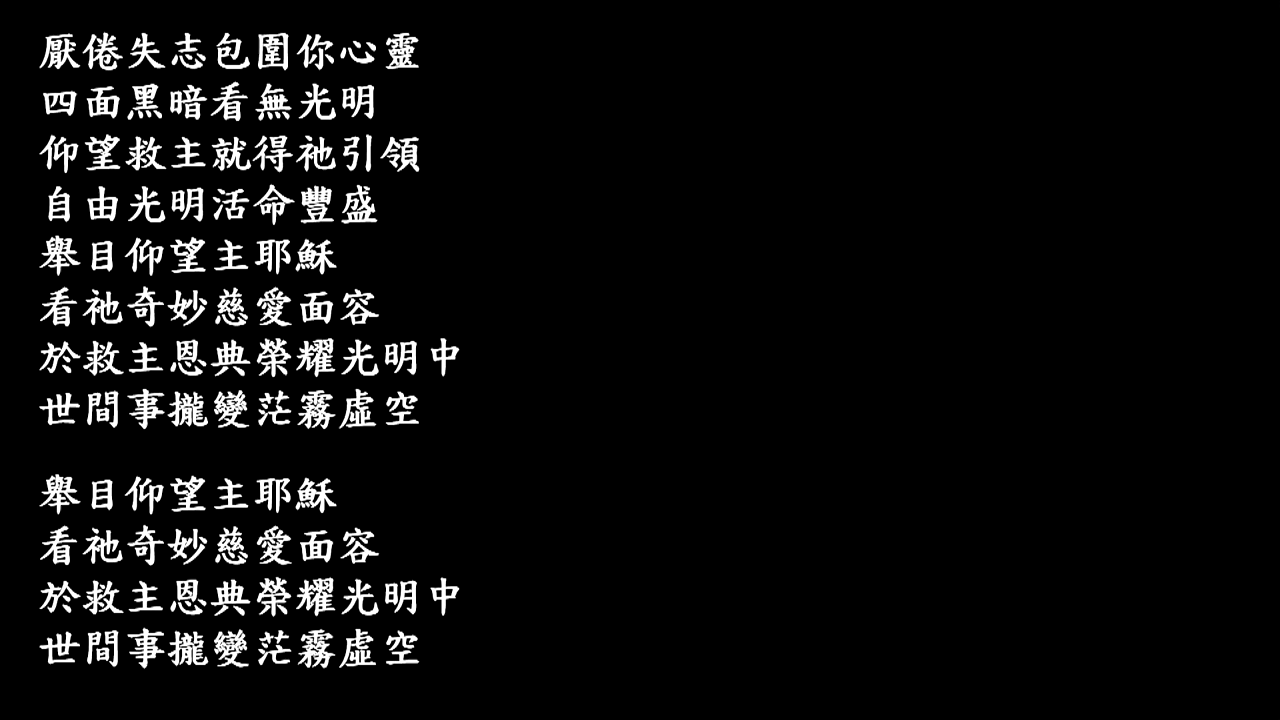 厭倦失志包圍你心靈
四面黑暗看無光明
仰望救主就得祂引領
自由光明活命豐盛
舉目仰望主耶穌
看祂奇妙慈愛面容
於救主恩典榮耀光明中
世間事攏變茫霧虛空
舉目仰望主耶穌
看祂奇妙慈愛面容
於救主恩典榮耀光明中
世間事攏變茫霧虛空